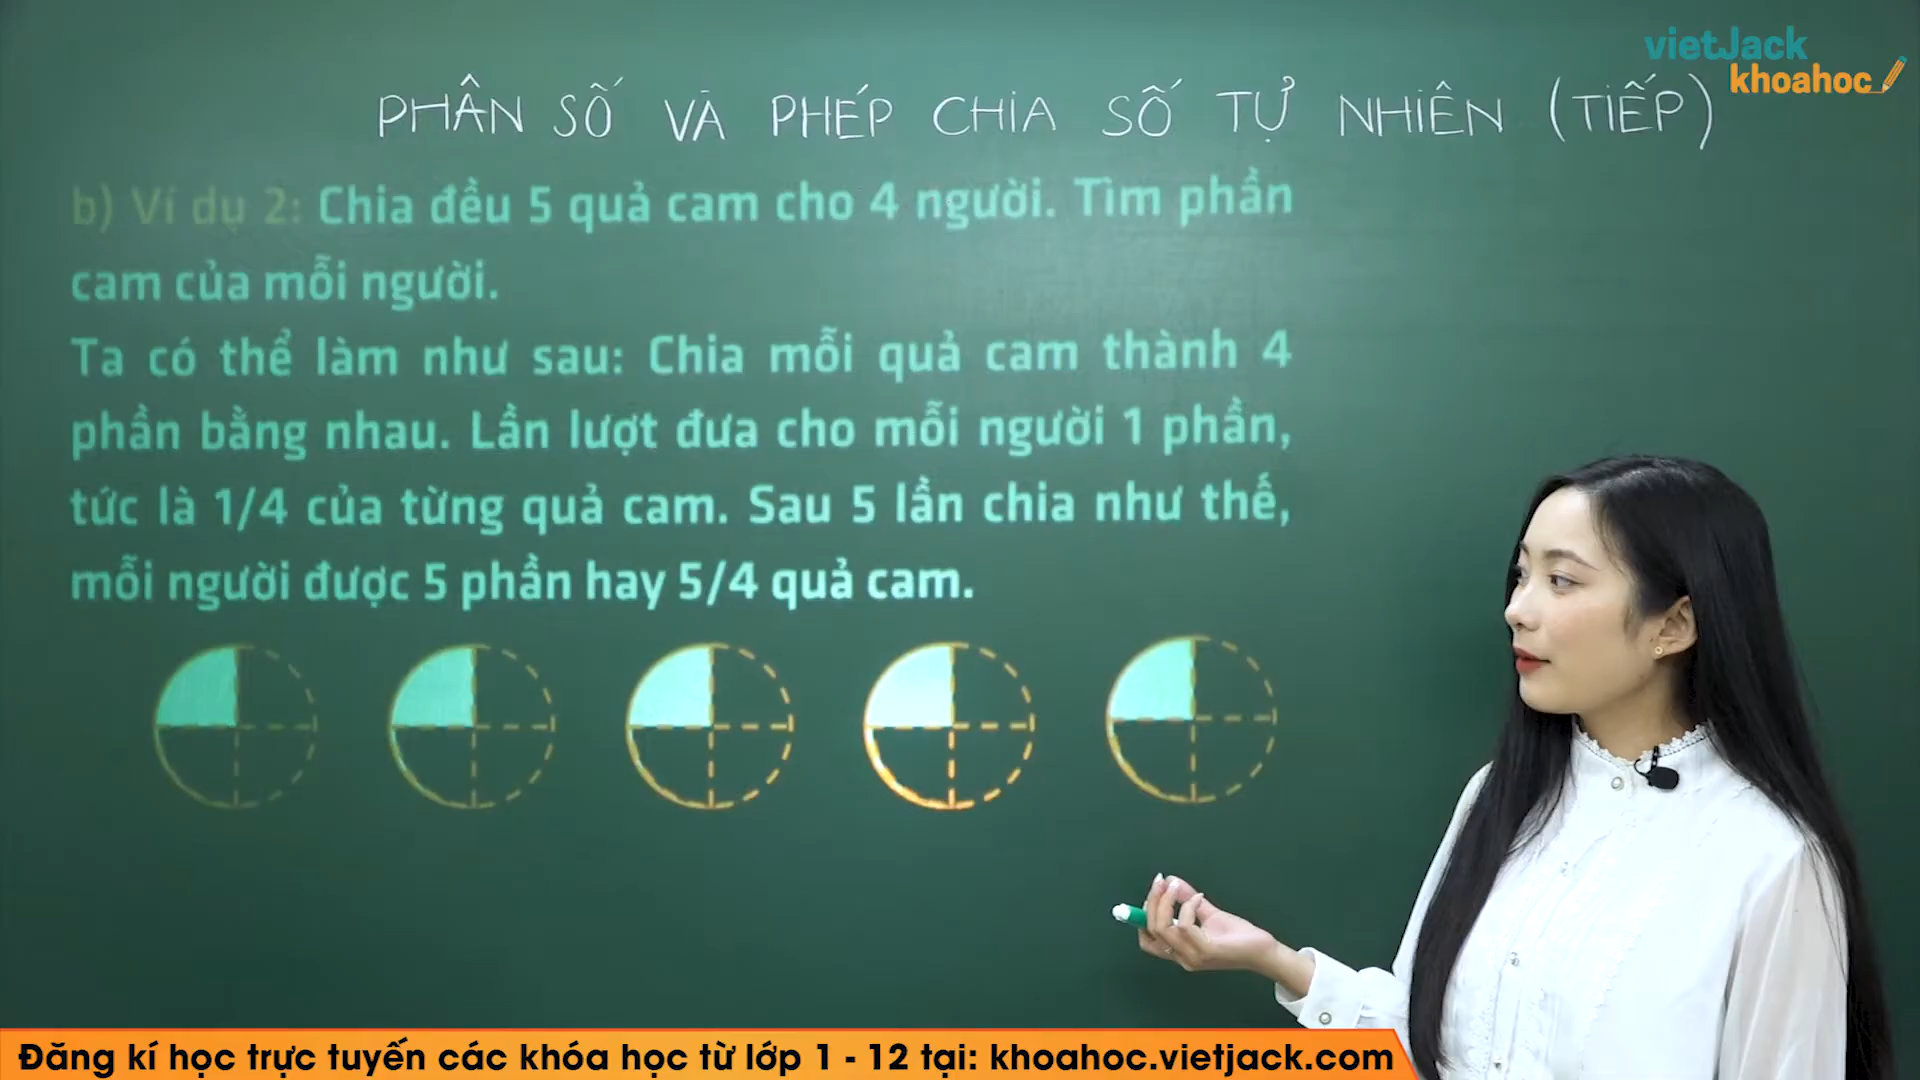 vietJack
khoahoc
PHÂN SỐ VÀ PHÉP CHIA SỐ TỰ NHIÊN (TIẾP)
b) Ví dụ 2: Chia đều 5 quả cam cho 4 người. Tìm phần
cam của mỗi người.
Ta có thể làm như sau: Chia mỗi quả cam thành 4
phần bằng nhau. Lần lượt đưa cho mỗi người 1 phần,
tức là 1/4 của từng quả cam. Sau 5 lần chia như thế,
mỗi người được 5 phần hay 5/4 quả cam.
Đăng kí học trực tuyến các khóa học từ lớp 1 - 12 tại: khoahoc.vietjack.com